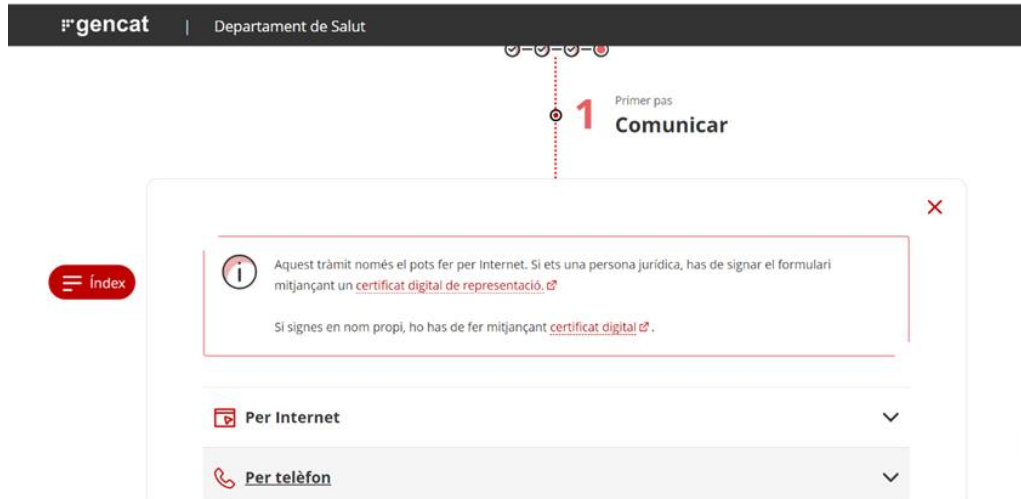 gencat | Departament de Salut
1
Primer pas
Comunicar
Índex
Aquest tràmit només el pots fer per Internet. Si ets una persona jurídica, has de signar el formulari
mitjançant un certificat digital de representació.
Si signes en nom propi, ho has de fer mitjançant certificat digital .
Per Internet
Per telèfon